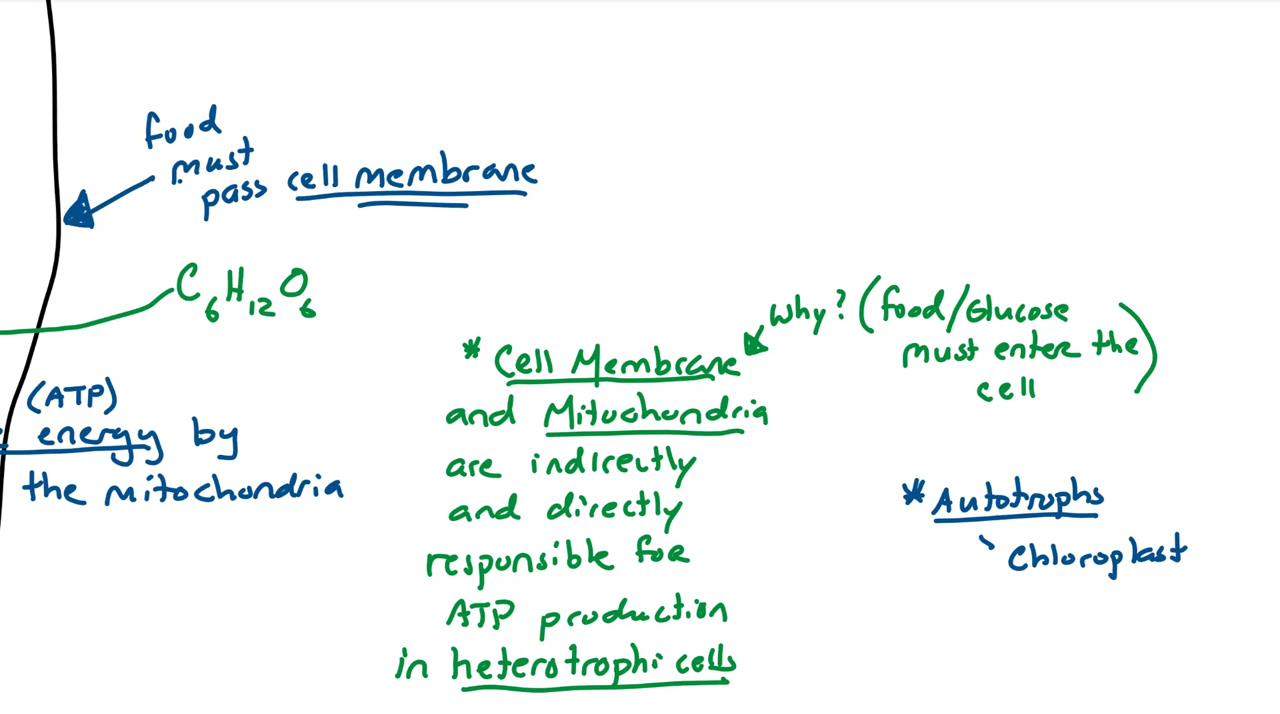 food
must
pass cell membrane
C6H12O6
(ATP)
energy by
the mitochondria
* Cell Membrane
and Mitochondria
are indirectly
and directly
responsible for
ATP production
in heterotrophi cells
Why? (food/Glucose
must enter the
cell)
* Autotrophs
Chloroplast